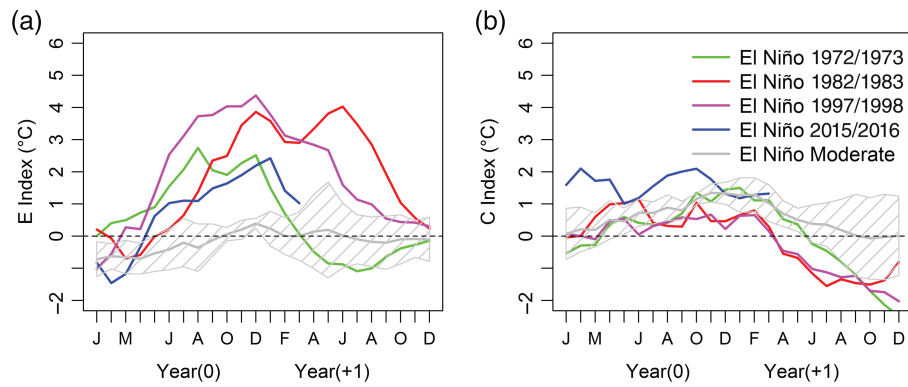 (a)
E Index (°C)
6
5
4
3
2
1
0
−2
J M J A O D F A J A O D
Year(0) Year(+1)
(b)
C Index (°C)
6
5
4
3
2
1
0
−2
El Niño 1972/1973
El Niño 1982/1983
El Niño 1997/1998
El Niño 2015/2016
El Niño Moderate
J M J A O D F A J A O D
Year(0) Year(+1)